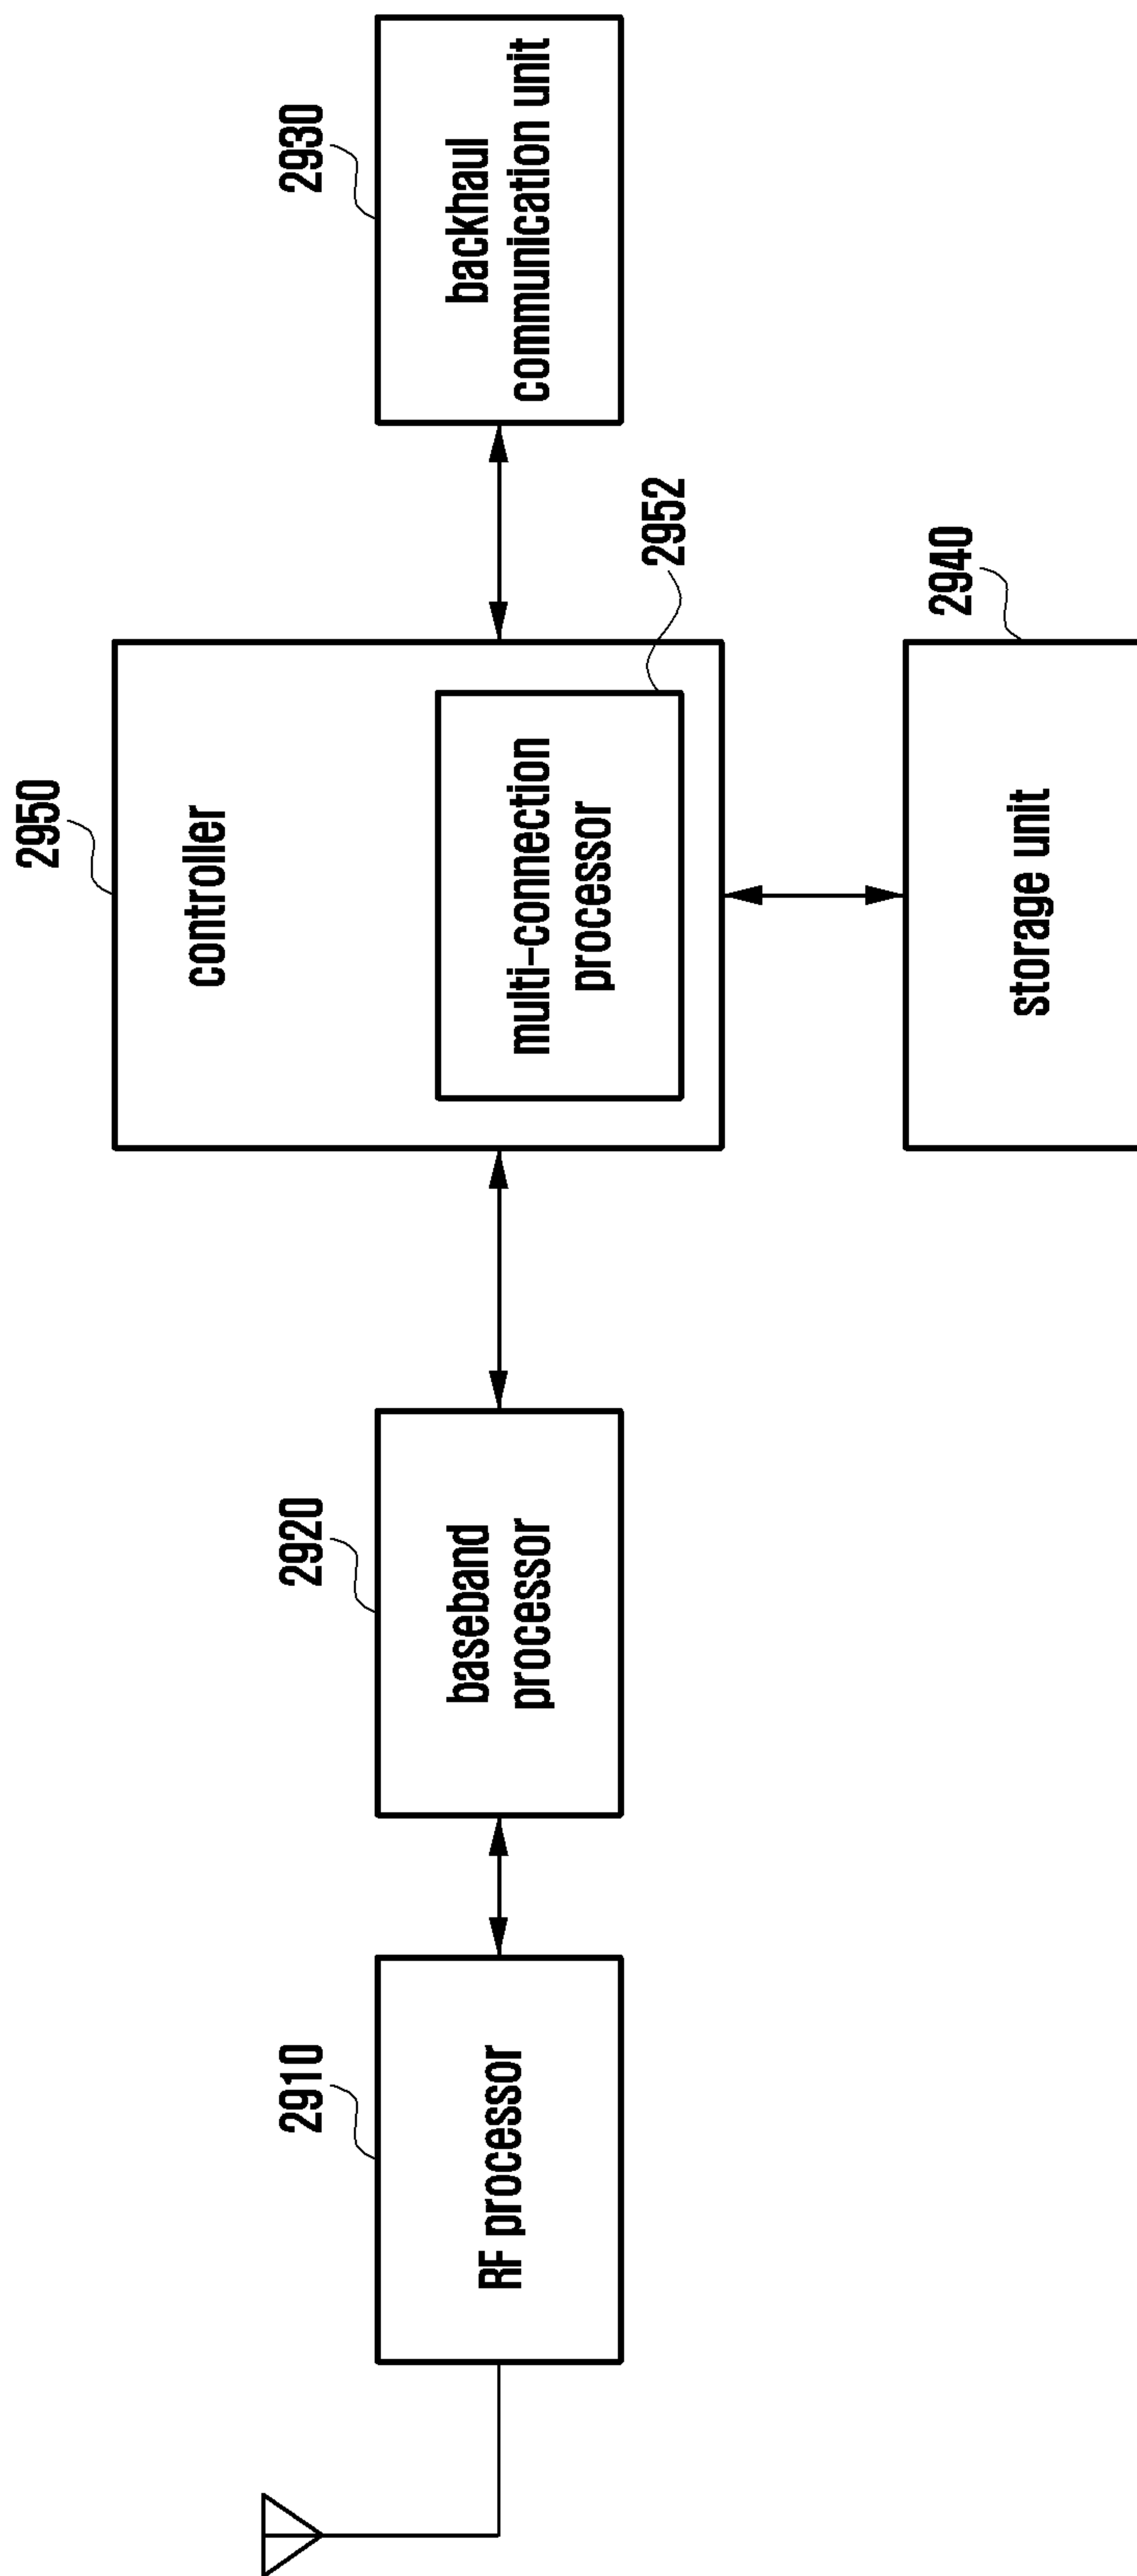 2910
RF processor
2920
baseband
processor
2950
controller
2952
multi-connection
processor
2930
backhaul
communication unit
2940
storage unit